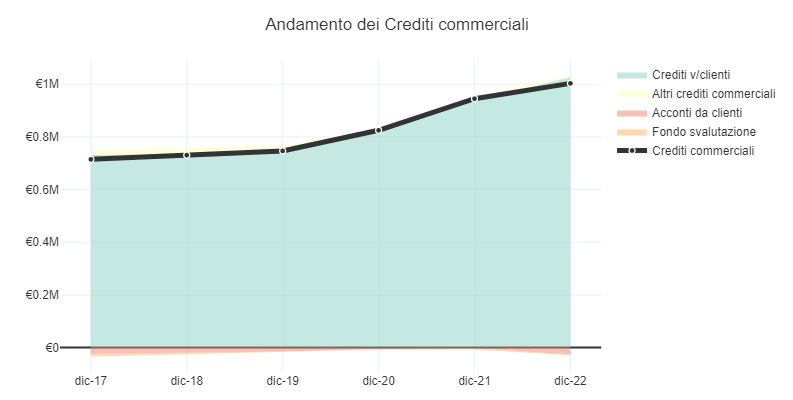 Andamento dei Crediti commerciali
€1M
€0.8M
€0.6M
€0.4M
€0.2M
€0
dic-17
dic-18
dic-19
dic-20
dic-21
dic-22
Crediti v/clienti
Altri crediti commerciali
Acconti da clienti
Fondo svalutazione
Crediti commerciali